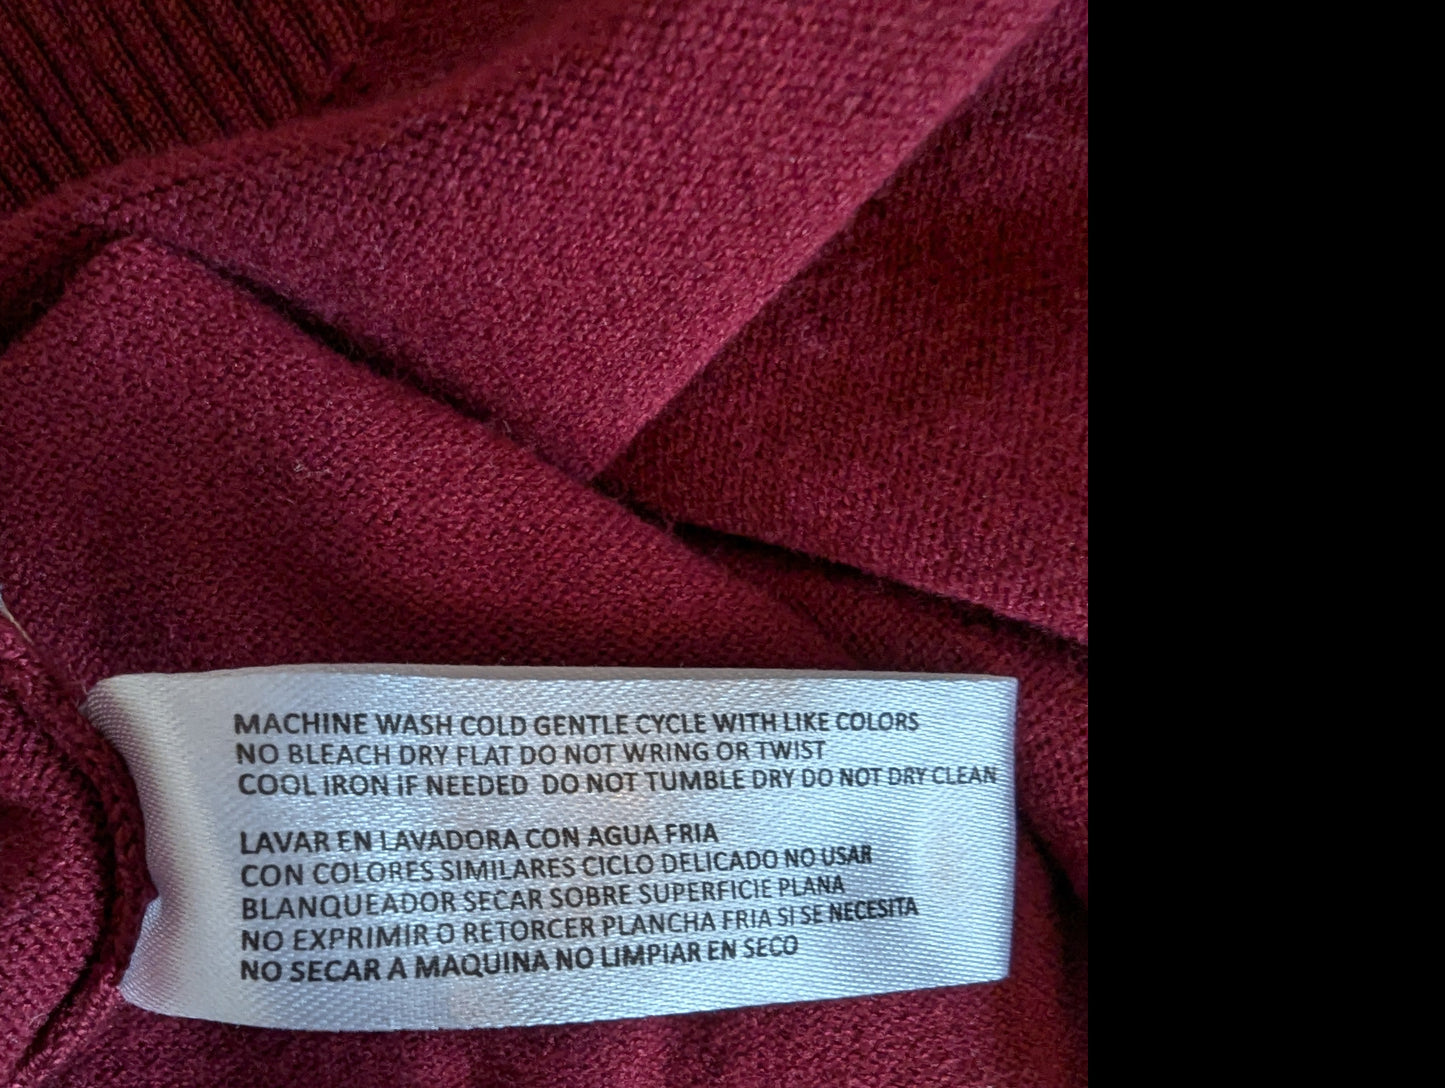 MACHINE WASH COLD GENTLE CYCLE WITH LIKE COLORS
NO BLEACH DRY FLAT DO NOT WRING OR TWIST
COOL IRON IF NEEDED DO NOT TUMBLE DRY DO NOT DRY CLEAN
LAVAR EN LAVADORA CON AGUA FRIA
CON COLORES SIMILARES CICLO DELICADO NO USAR
BLANQUEADOR SECAR SOBRE SUPERFICIE PLANA
NO EXPRIMIR O RETORCER PLANCHA FRIA SI SE NECESITA
NO SECAR A MAQUINA NO LIMPIAR EN SECO